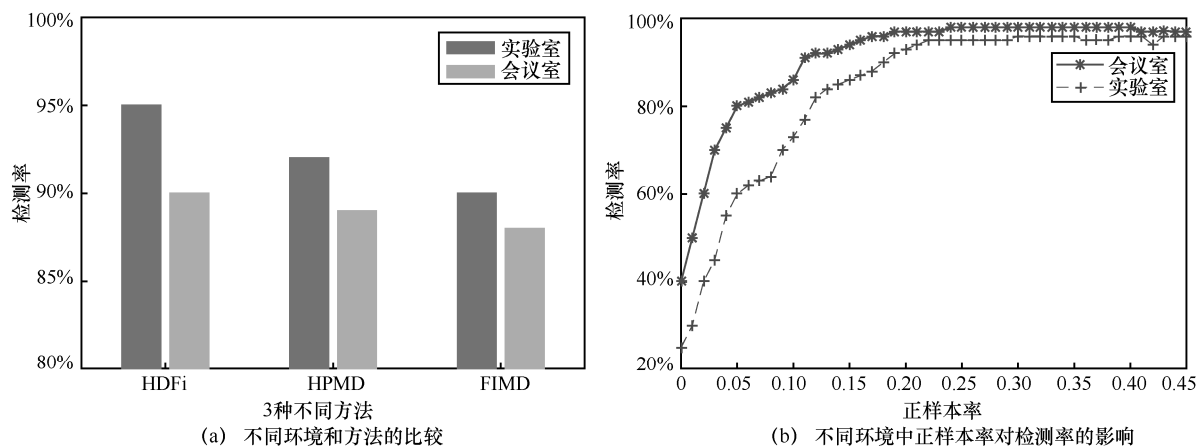 100%
95%
90%
85%
80%
检测率
实验室
会议室
HDFi HPMD FIMD
3种不同方法
(a) 不同环境和方法的比较
100%
80%
60%
40%
20%
检测率
会议室
实验室
0 0.05 0.10 0.15 0.20 0.25 0.30 0.35 0.40 0.45
正样本率
(b) 不同环境中正样本率对检测率的影响